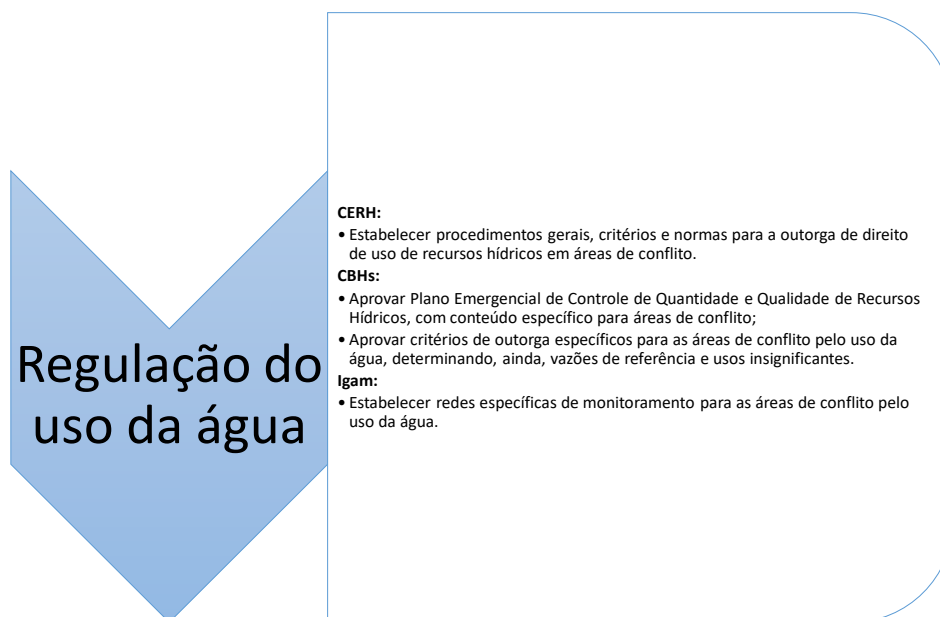 Regulação do
uso da água
CERH:
• Estabelecer procedimentos gerais, critérios e normas para a outorga de direito
de uso de recursos hídricos em áreas de conflito.
CBHs:
• Aprovar Plano Emergencial de Controle de Quantidade e Qualidade de Recursos
Hídricos, com conteúdo específico para áreas de conflito;
• Aprovar critérios de outorga específicos para as áreas de conflito pelo uso da
água, determinando, ainda, vazões de referência e usos insignificantes.
Igam:
• Estabelecer redes específicas de monitoramento para as áreas de conflito pelo
uso da água.